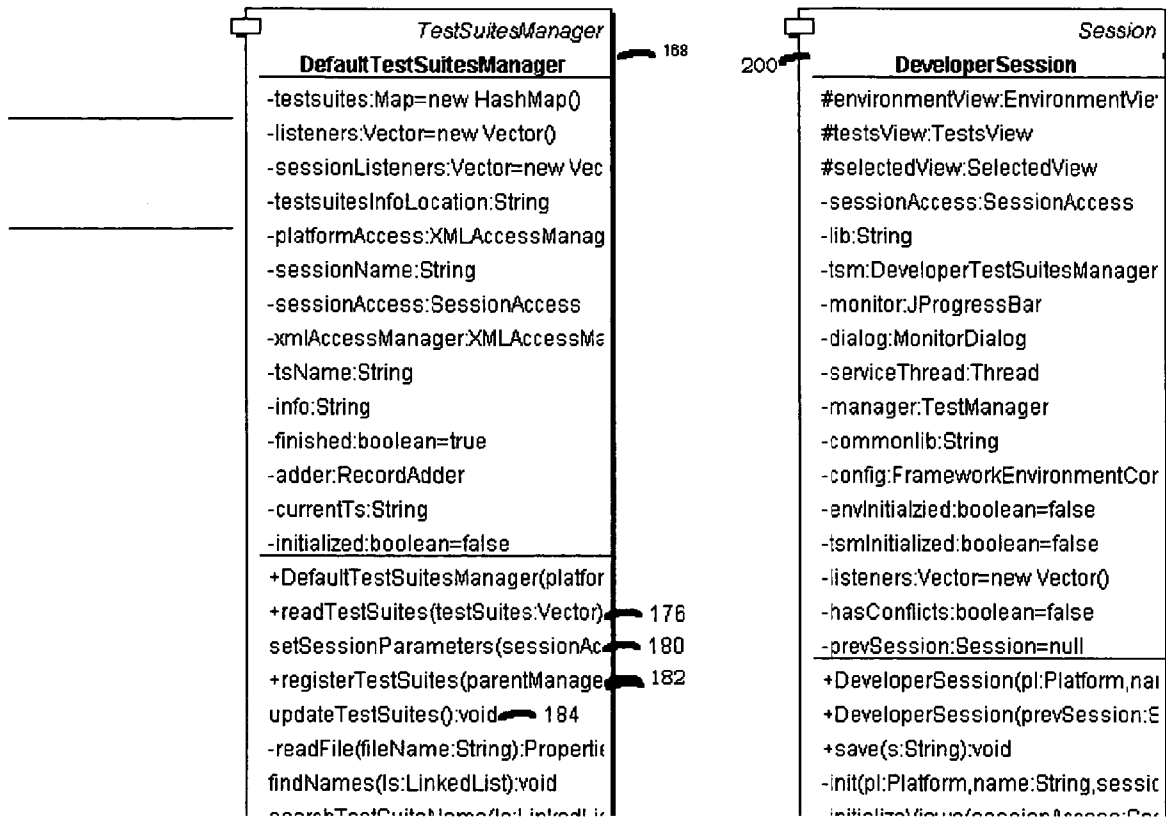 TestSuitesManager
DefaultTestSuitesManager
168
-testsuites:Map=new HashMap()
-listeners:Vector=new Vector()
-sessionListeners:Vector=new Vec
-testsuitesInfoLocation:String
-platformAccess:XMLAccessManag
-sessionName:String
-sessionAccess:SessionAccess
-xmlAccessManager:XMLAccessMa
-tsName:String
-info:String
-finished:boolean=true
-adder:RecordAdder
-currentTs:String
-initialized:boolean=false
+DefaultTestSuitesManager(platfor
+readTestSuites(testSuites:Vector)
176
setSessionParameters(sessionAc
180
+registerTestSuites(parentManage
182
updateTestSuites():void
184
-readFile(fileName:String):Propertie
findNames(ls:LinkedList):void
searchTestSuiteName(ls:LinkedLis
Session
200
DeveloperSession
#environmentView:EnvironmentVie
#testsView:TestsView
#selectedView:SelectedView
-sessionAccess:SessionAccess
-lib:String
-tsm:DeveloperTestSuitesManager
-monitor:JProgressBar
-dialog:MonitorDialog
-serviceThread:Thread
-manager:TestManager
-commonlib:String
-config:FrameworkEnvironmentCor
-envInitialzied:boolean=false
-tsmInitialized:boolean=false
-listeners:Vector=new Vector()
-hasConflicts:boolean=false
-prevSession:Session=null
+DeveloperSession(pl:Platform,nai
+DeveloperSession(prevSession:S
+save(s:String):void
-init(pl:Platform,name:String,sessic